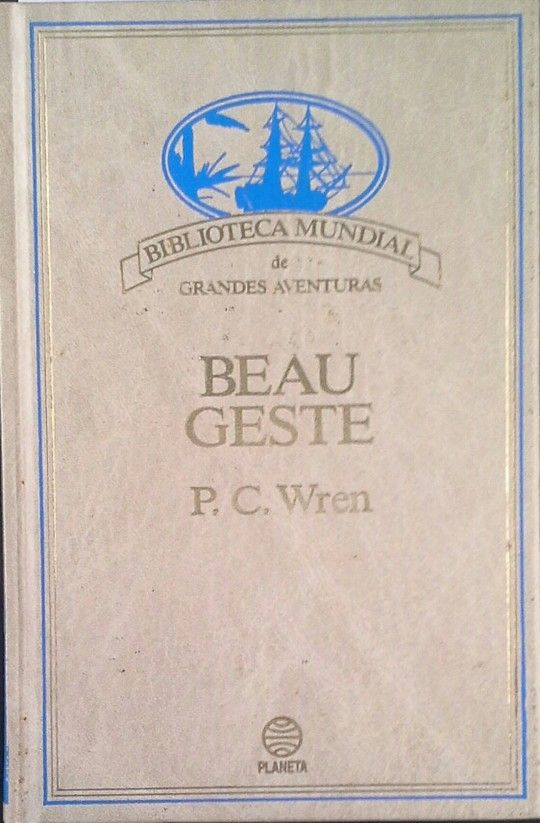 BIBLIOTECA MUNDIAL
de
GRANDES AVENTURAS
BEAU
GESTE
P. C. Wren
PLANETA